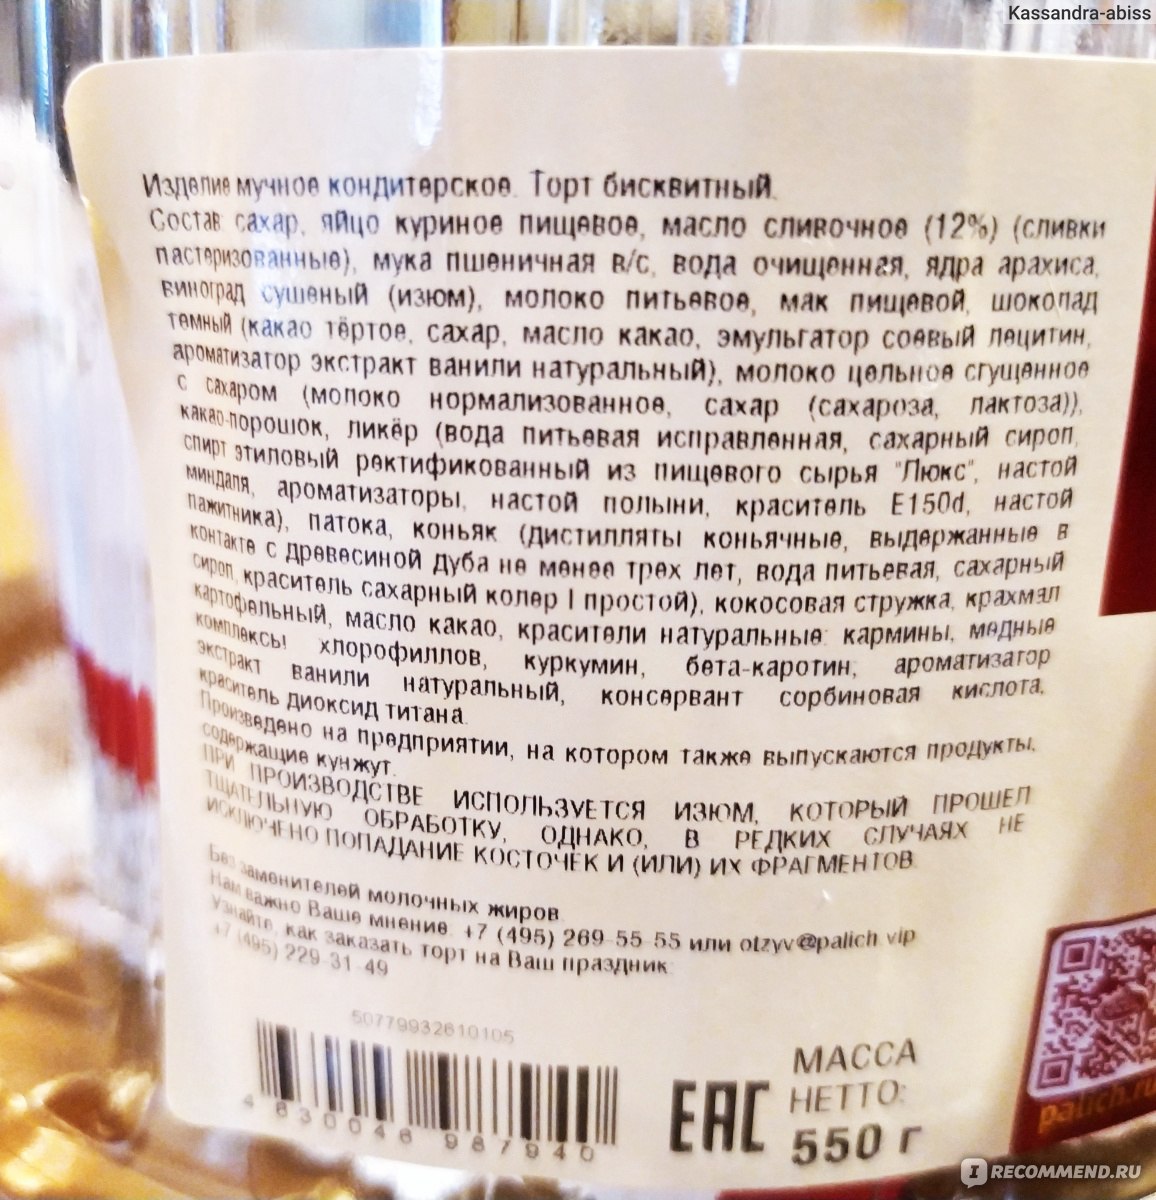 Kassandra-abiss
Изделие мучное кондитерское. Торт бисквитный.
Состав: сахар, яйцо куриное пищевое, масло сливочное (12%) (сливки
пастеризованные), мука пшеничная в/с, вода очищенная, ядра арахиса,
виноград сушеный (изюм), молоко питьевое, мак пищевой, шоколад
темный (какао тёртое, сахар, масло какао, эмульгатор соевый лецитин,
ароматизатор экстракт ванили натуральный), молоко цельное сгущенное
с сахаром (молоко нормализованное, сахар (сахароза, лактоза)),
какао-порошок, ликёр (вода питьевая исправленная, сахарный сироп,
спирт этиловый ректификованный из пищевого сырья "Люкс", настой
миндаля, ароматизаторы, настой полыни, краситель E150d, настой
пажитника), патока, коньяк (дистилляты коньячные, выдержанные в
контакте с древесиной дуба не менее трех лет, вода питьевая, сахарный
сироп, краситель сахарный колер I простой), кокосовая стружка, крахмал
картофельный, масло какао, красители натуральные: кармины, медные
комплексы хлорофиллов, куркумин, бета-каротин, ароматизатор
экстракт ванили натуральный, консервант сорбиновая кислота,
краситель диоксид титана.
Произведено на предприятии, на котором также выпускаются продукты,
содержащие кунжут.
ПРИ ПРОИЗВОДСТВЕ ИСПОЛЬЗУЕТСЯ ИЗЮМ, КОТОРЫЙ ПРОШЕЛ
ТЩАТЕЛЬНУЮ ОБРАБОТКУ, ОДНАКО, В РЕДКИХ СЛУЧАЯХ НЕ
ИСКЛЮЧЕНО ПОПАДАНИЕ КОСТОЧЕК И (ИЛИ) ИХ ФРАГМЕНТОВ.
Без заменителей молочных жиров.
Нам важно Ваше мнение: +7 (495) 269-55-55 или otzyv@palich.vip
Узнайте, как заказать торт на Ваш праздник:
+7 (495) 229-31-49
50779932610105
4 630046 987940
ЕАС
МАССА
НЕТТО:
550 г
palich.ru
IRECOMMEND.RU